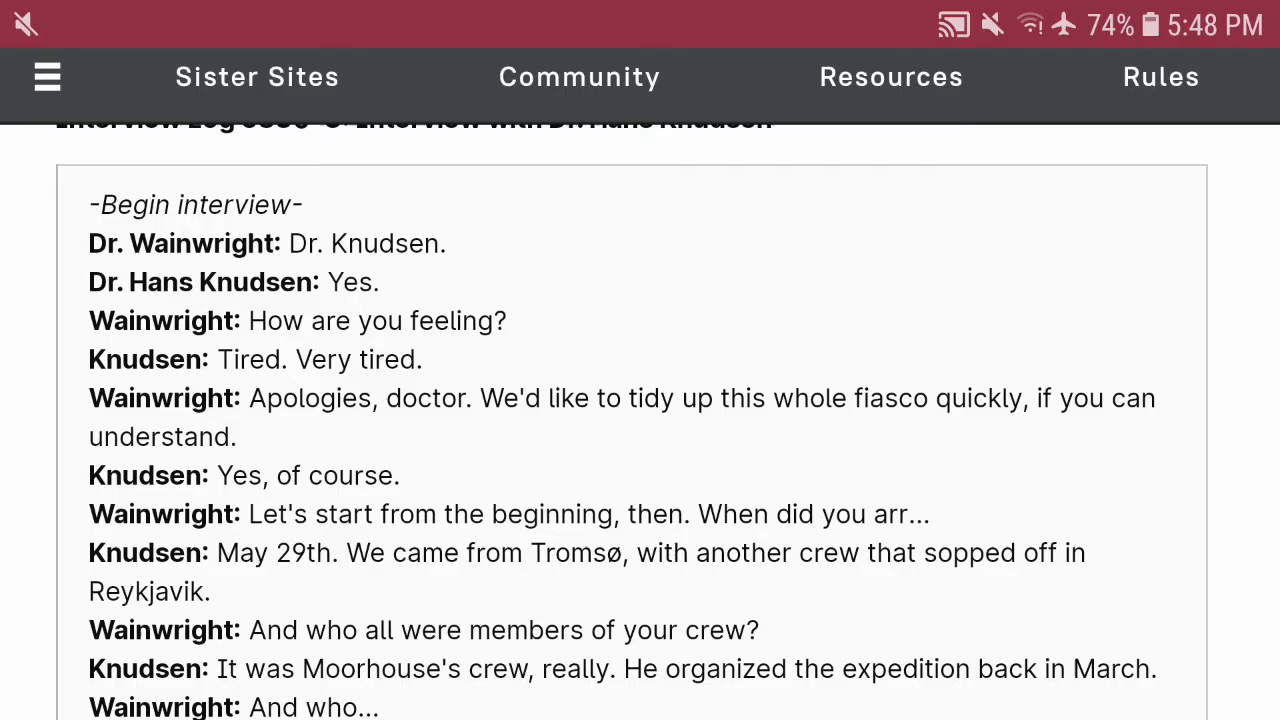 74% 5:48 PM
Sister Sites Community Resources Rules
Interview with Dr. Hans Knudsen
-Begin interview-
Dr. Wainwright: Dr. Knudsen.
Dr. Hans Knudsen: Yes.
Wainwright: How are you feeling?
Knudsen: Tired. Very tired.
Wainwright: Apologies, doctor. We'd like to tidy up this whole fiasco quickly, if you can
understand.
Knudsen: Yes, of course.
Wainwright: Let's start from the beginning, then. When did you arr...
Knudsen: May 29th. We came from Tromsø, with another crew that sopped off in
Reykjavik.
Wainwright: And who all were members of your crew?
Knudsen: It was Moorhouse's crew, really. He organized the expedition back in March.
Wainwright: And who...